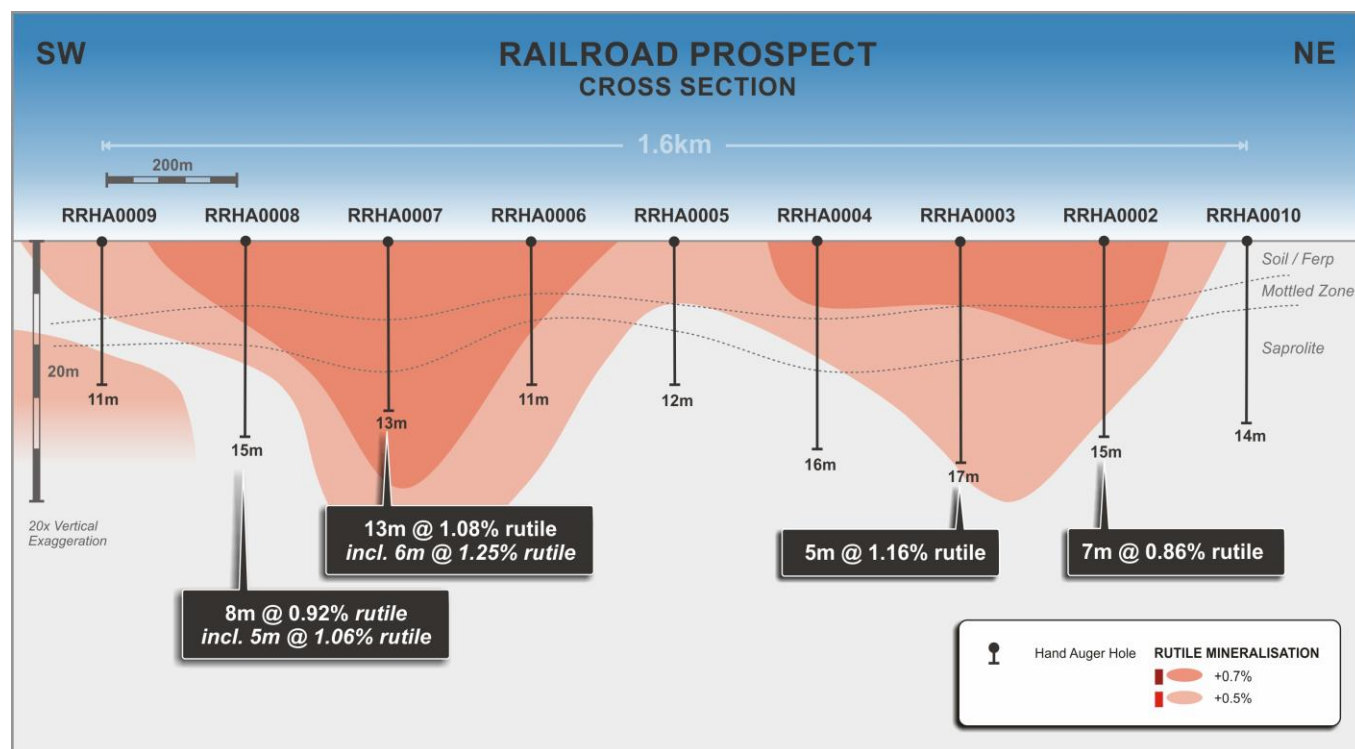 SW
RAILROAD PROSPECT
NE
CROSS SECTION
1.6km
200m
RRHA0009
RRHA0008
RRHA0007
RRHA0006
RRHA0005
RRHA0004
RRHA0003
RRHA0002
RRHA0010
Soil / Ferp
Mottled Zone
Saprolite
20m
11m
15m
13m
11m
12m
16m
17m
15m
14m
20x Vertical
Exaggeration
13m @ 1.08% rutile
incl. 6m @ 1.25% rutile
5m @ 1.16% rutile
7m @ 0.86% rutile
8m @ 0.92% rutile
incl. 5m @ 1.06% rutile
Hand Auger Hole
RUTILE MINERALISATION
+0.7%
+0.5%